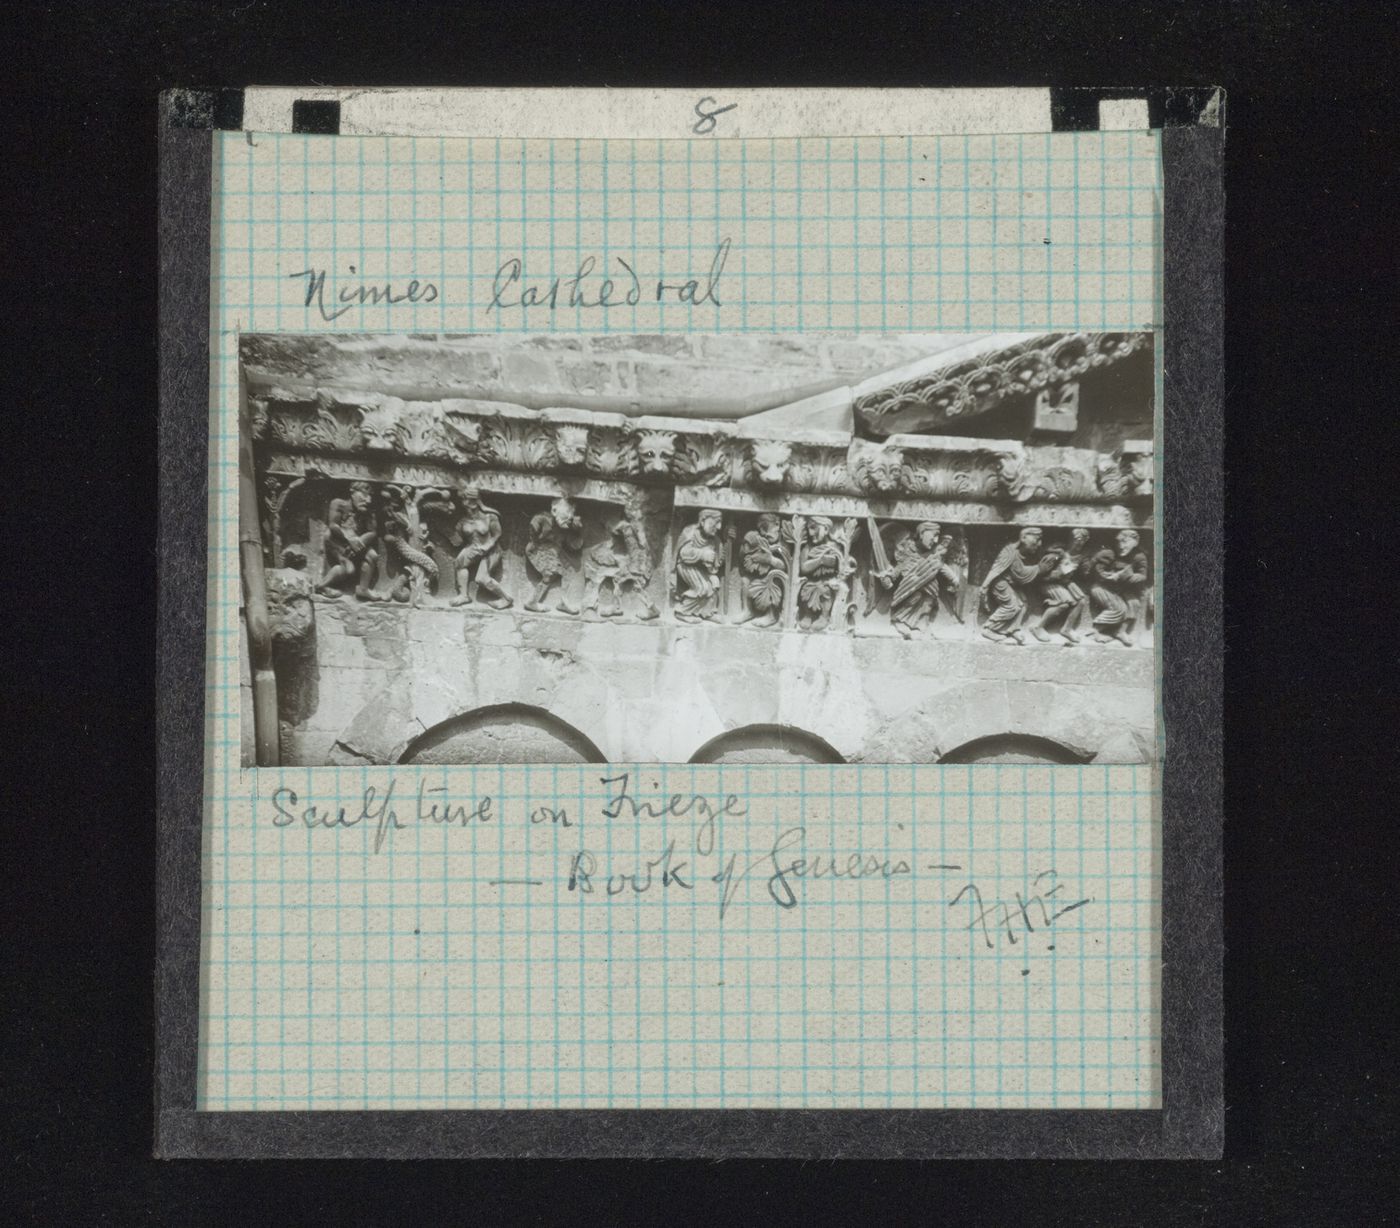 8
Nimes Cathedral
Sculpture on Frieze
— Book of Genesis —